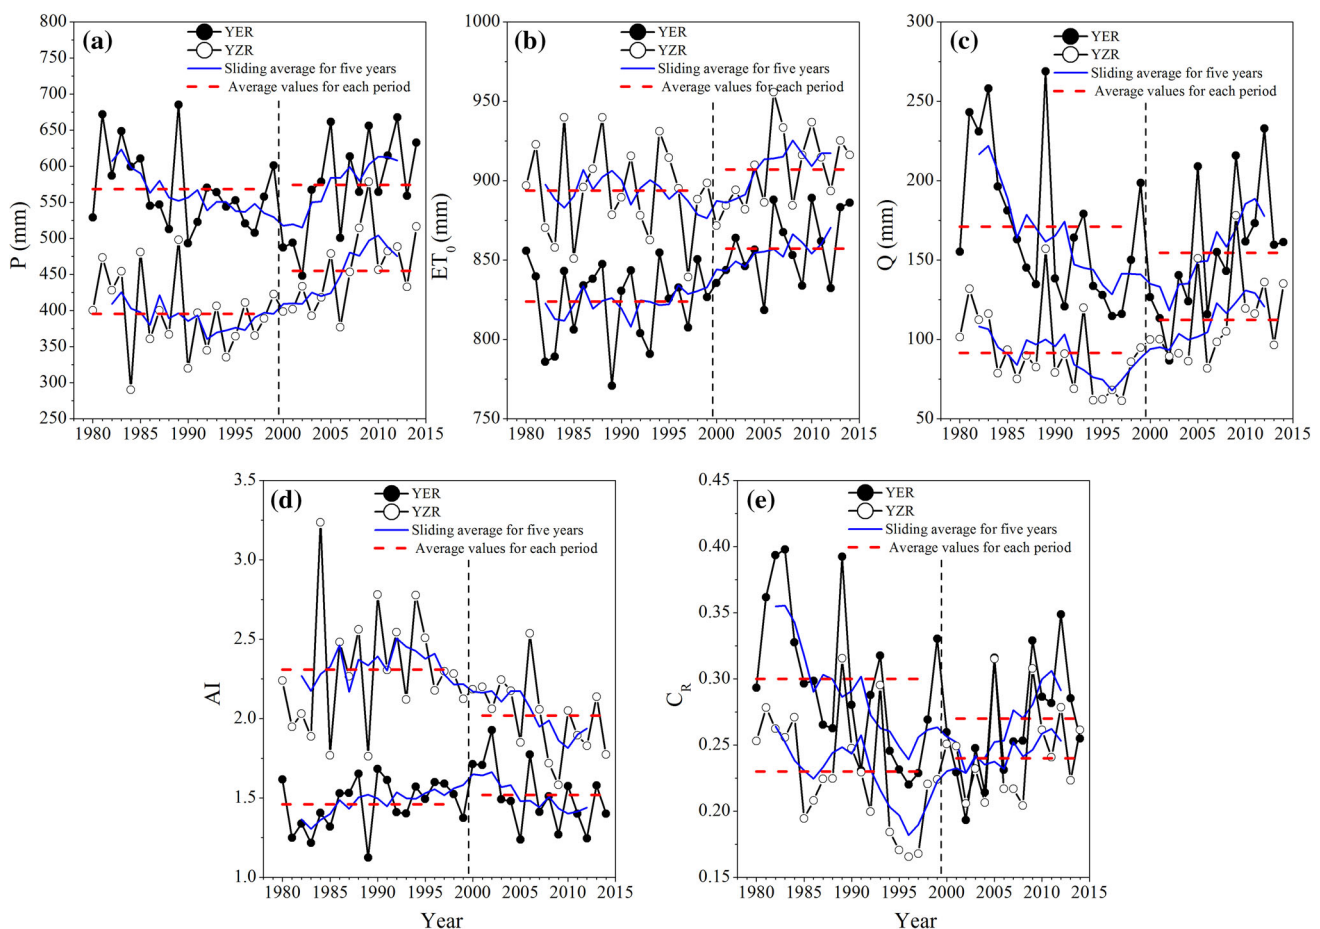 (a)
YER
YZR
Sliding average for five years
Average values for each period
P (mm)
800
750
700
650
600
550
500
450
400
350
300
250
1980 1985 1990 1995 2000 2005 2010 2015
(b)
YER
YZR
Sliding average for five years
Average values for each period
ET0 (mm)
1000
950
900
850
800
750
1980 1985 1990 1995 2000 2005 2010 2015
(c)
YER
YZR
Sliding average for five years
Average values for each period
Q (mm)
300
250
200
150
100
50
1980 1985 1990 1995 2000 2005 2010 2015
(d)
YER
YZR
Sliding average for five years
Average values for each period
AI
3.5
3.0
2.5
2.0
1.5
1.0
1980 1985 1990 1995 2000 2005 2010 2015
Year
(e)
YER
YZR
Sliding average for five years
Average values for each period
CR
0.45
0.40
0.35
0.30
0.25
0.20
0.15
1980 1985 1990 1995 2000 2005 2010 2015
Year